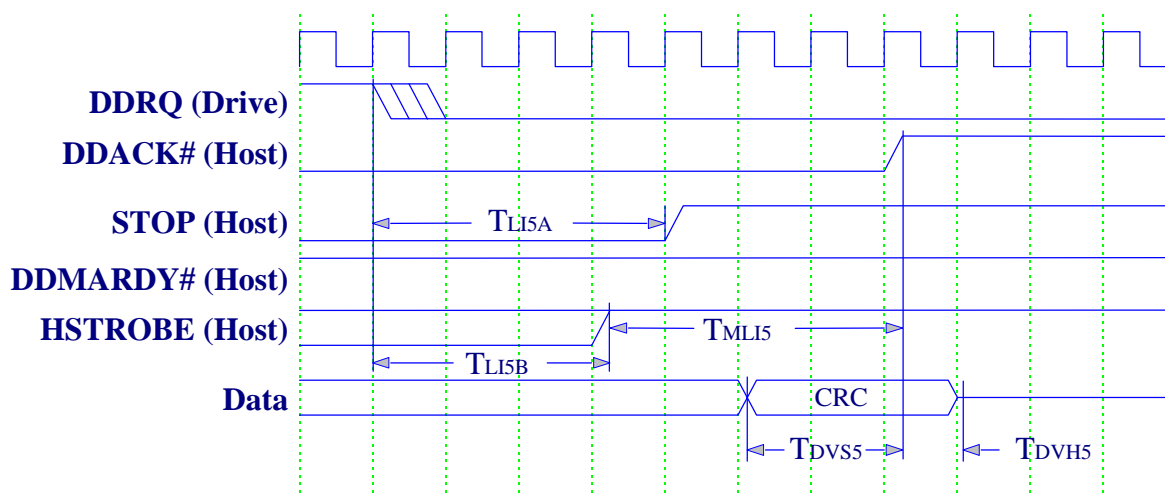 DDRQ (Drive)
DDACK# (Host)
STOP (Host)
TLI5A
DDMARDY# (Host)
HSTROBE (Host)
TMLI5
TLI5B
Data
CRC
TDVS5
TDVH5